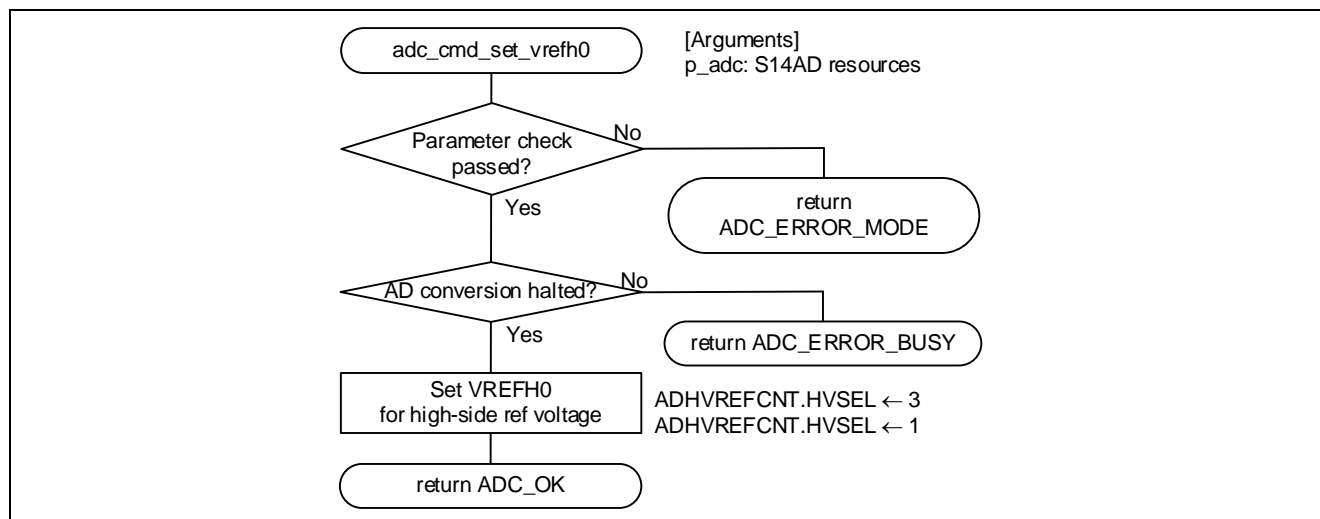 adc_cmd_set_vrefh0
[Arguments]
p_adc: S14AD resources
Parameter check
passed?
No
Yes
return
ADC_ERROR_MODE
AD conversion halted?
No
Yes
return ADC_ERROR_BUSY
Set VREFH0
for high-side ref voltage
ADHVREFCNT.HVSEL ← 3
ADHVREFCNT.HVSEL ← 1
return ADC_OK